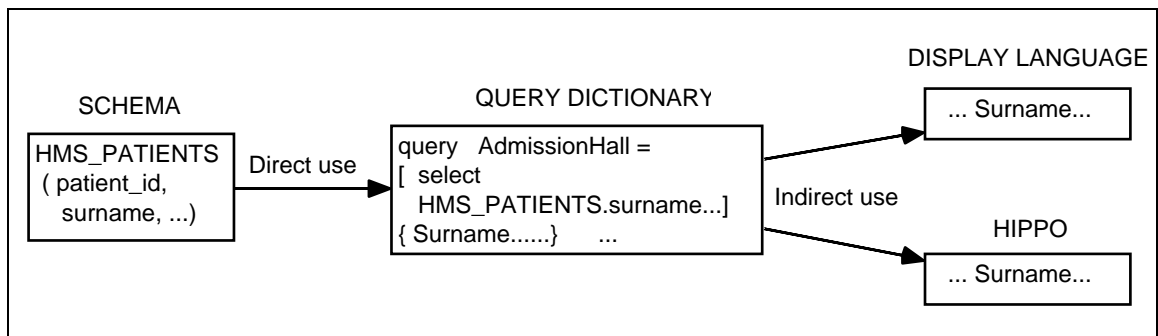 SCHEMA
HMS_PATIENTS
( patient_id,
surname, ...)
Direct use
QUERY DICTIONARY
query AdmissionHall =
[ select
HMS_PATIENTS.surname...]
{ Surname......} ...
Indirect use
DISPLAY LANGUAGE
... Surname...
HIPPO
... Surname...